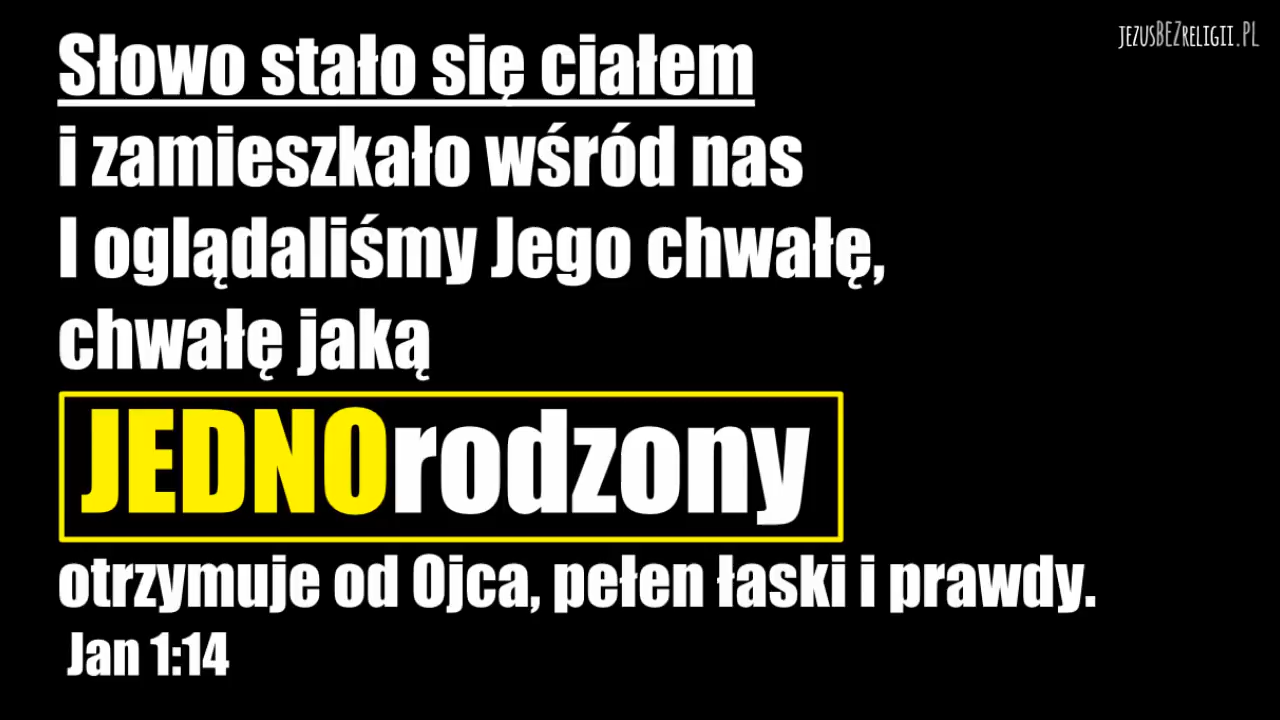 jezusBEZreligii.PL
Słowo stało się ciałem
i zamieszkało wśród nas
I oglądaliśmy Jego chwałę,
chwałę jaką
JEDNOrodzony
otrzymuje od Ojca, pełen łaski i prawdy.
Jan 1:14